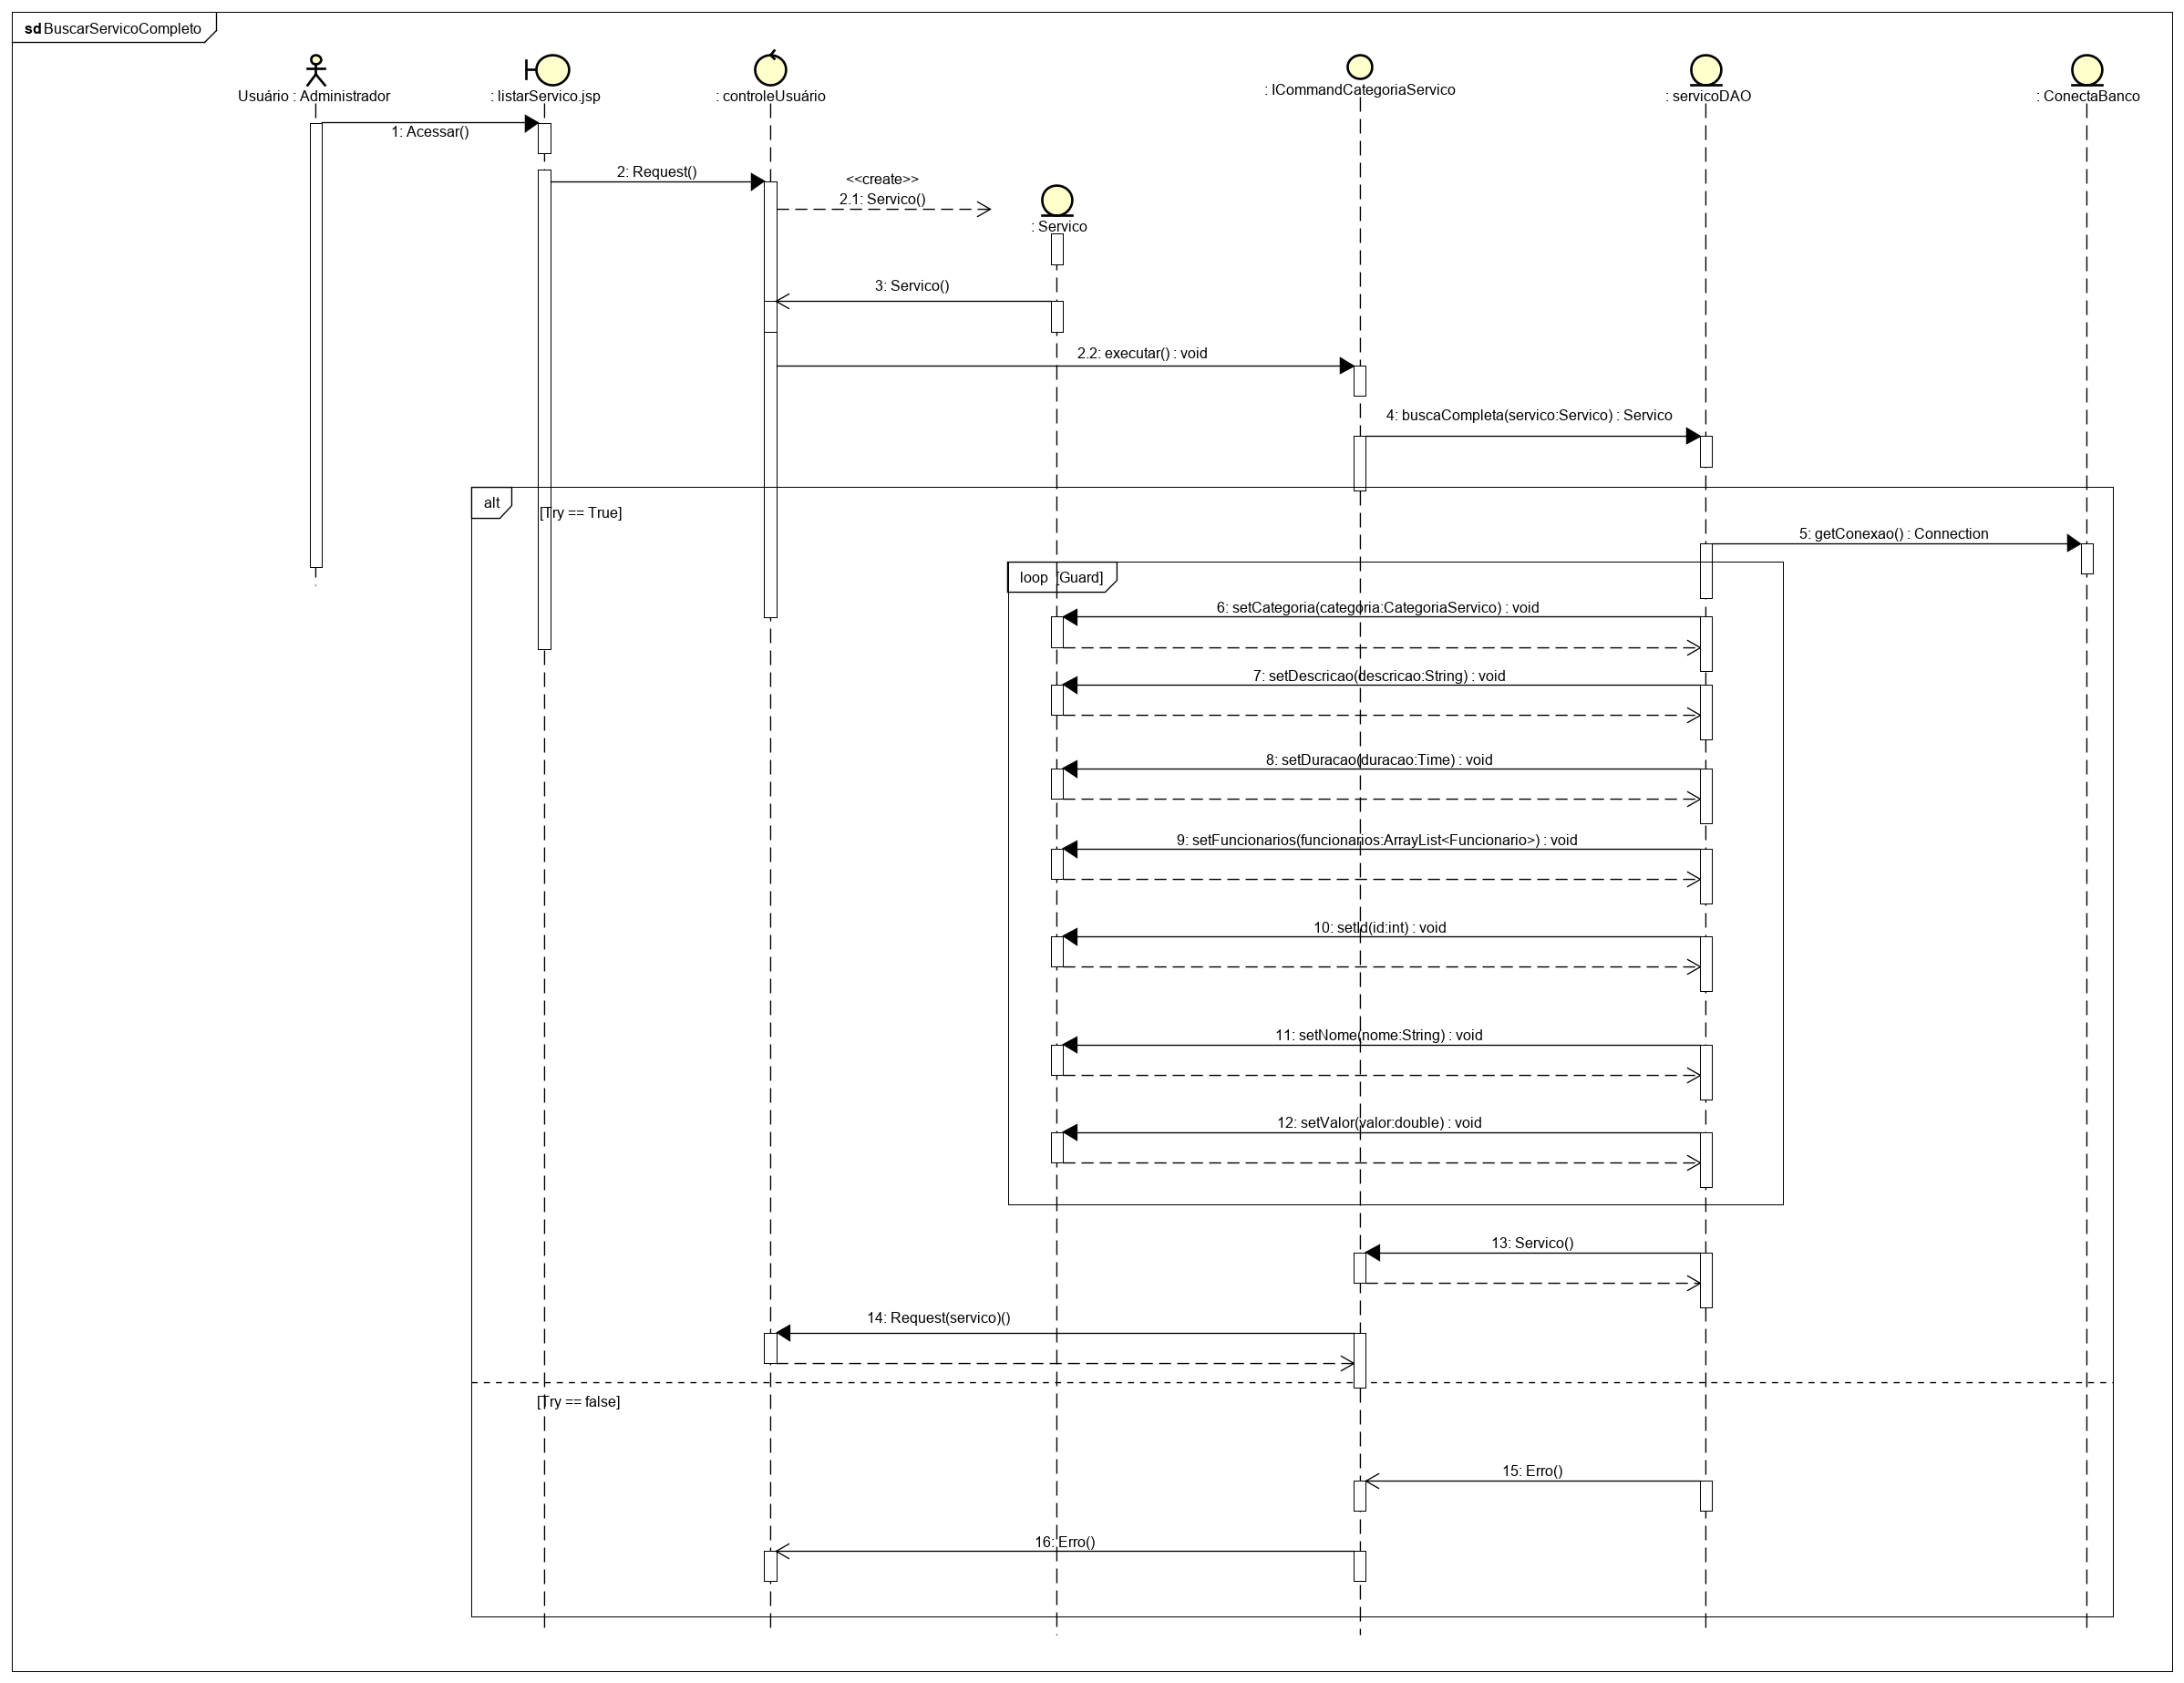 sd BuscarServicoCompleto
Usuário : Administrador
: listarServico.jsp
: controleUsuário
: ICommandCategoriaServico
: servicoDAO
: ConectaBanco
1: Acessar()
2: Request()
<<create>>
2.1: Servico()
: Servico
3: Servico()
2.2: executar() : void
4: buscaCompleta(servico:Servico) : Servico
alt
[Try == True]
5: getConexao() : Connection
loop [Guard]
6: setCategoria(categoria:CategoriaServico) : void
7: setDescricao(descricao:String) : void
8: setDuracao(duracao:Time) : void
9: setFuncionarios(funcionarios:ArrayList<Funcionario>) : void
10: setId(id:int) : void
11: setNome(nome:String) : void
12: setValor(valor:double) : void
13: Servico()
14: Request(servico)()
[Try == false]
15: Erro()
16: Erro()